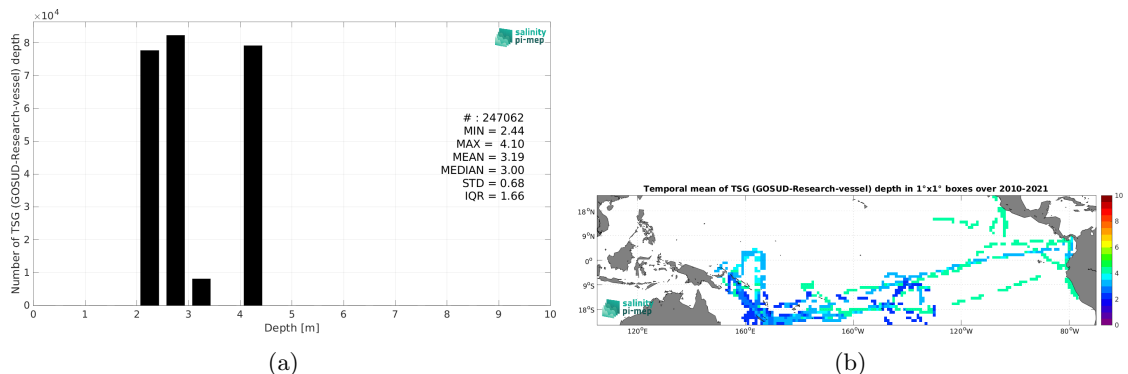 ×10⁴
Number of TSG (GOSUD-Research-vessel) depth
8
7
6
5
4
3
2
1
0
0 1 2 3 4 5 6 7 8 9 10
Depth [m]
salinity
pi-mep
# : 247062
MIN = 2.44
MAX = 4.10
MEAN = 3.19
MEDIAN = 3.00
STD = 0.68
IQR = 1.66
(a)
Temporal mean of TSG (GOSUD-Research-vessel) depth in 1°x1° boxes over 2010-2021
18°N
9°N
0°
9°S
18°S
120°E 160°E 160°W 120°W 80°W
salinity
pi-mep
10
8
6
4
2
0
(b)